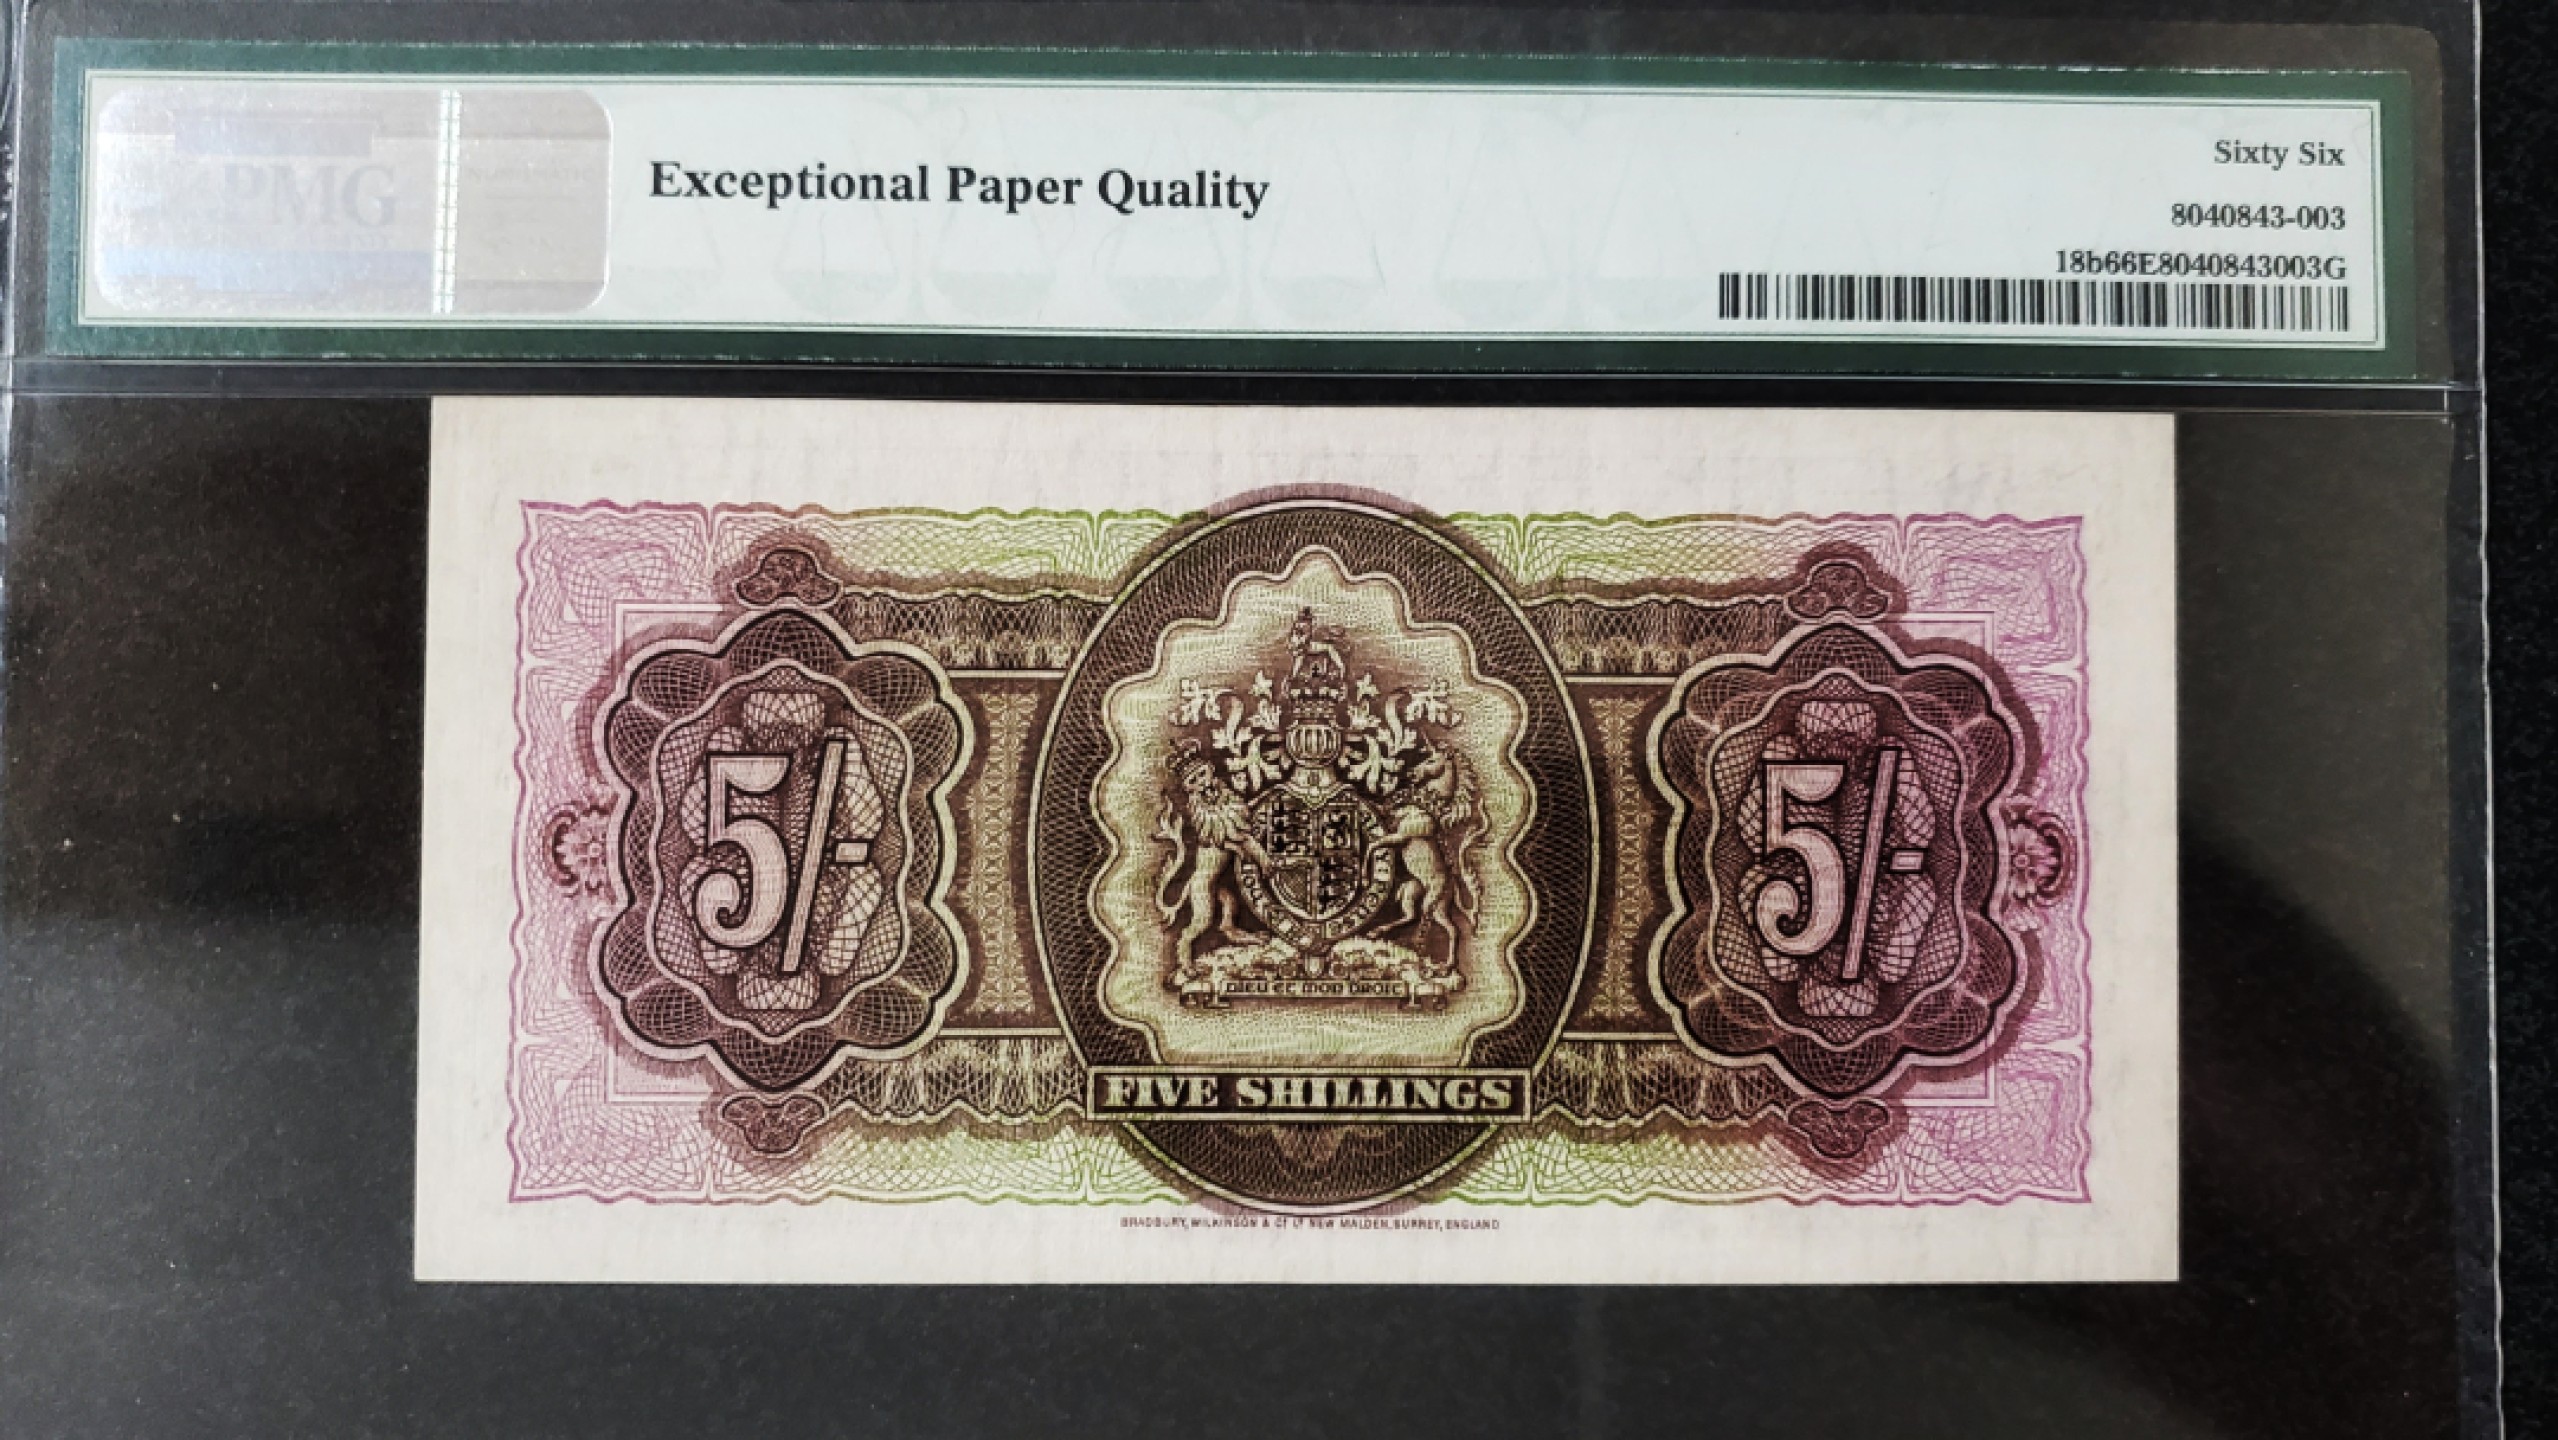 PMG
Exceptional Paper Quality
Sixty Six
8040843-003
18b66E8040843003G
5/-
5/-
DIEU ET MON DROIT
FIVE SHILLINGS
BRADBURY, WILKINSON & Cº Lᵈ NEW MALDEN, SURREY, ENGLAND